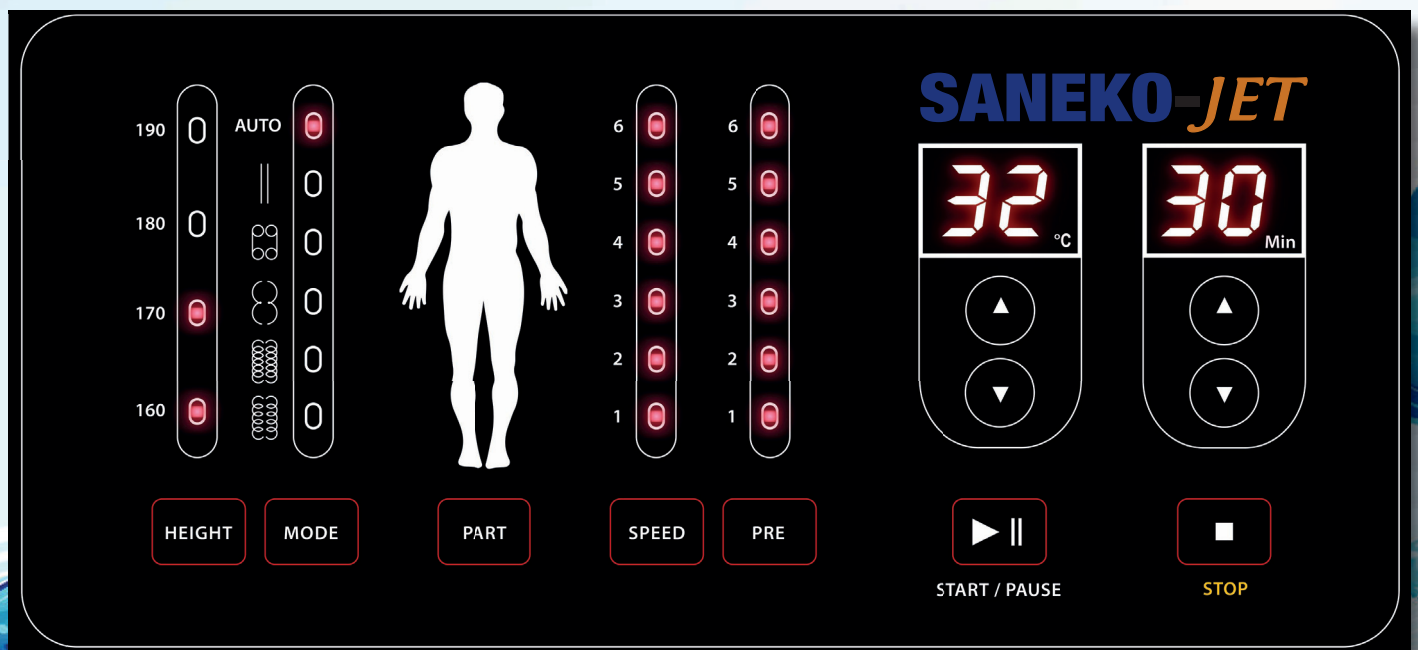 SANEKO-JET
190
180
170
160
AUTO
6
5
4
3
2
1
6
5
4
3
2
1
32 °C
30 Min
HEIGHT
MODE
PART
SPEED
PRE
START / PAUSE
STOP